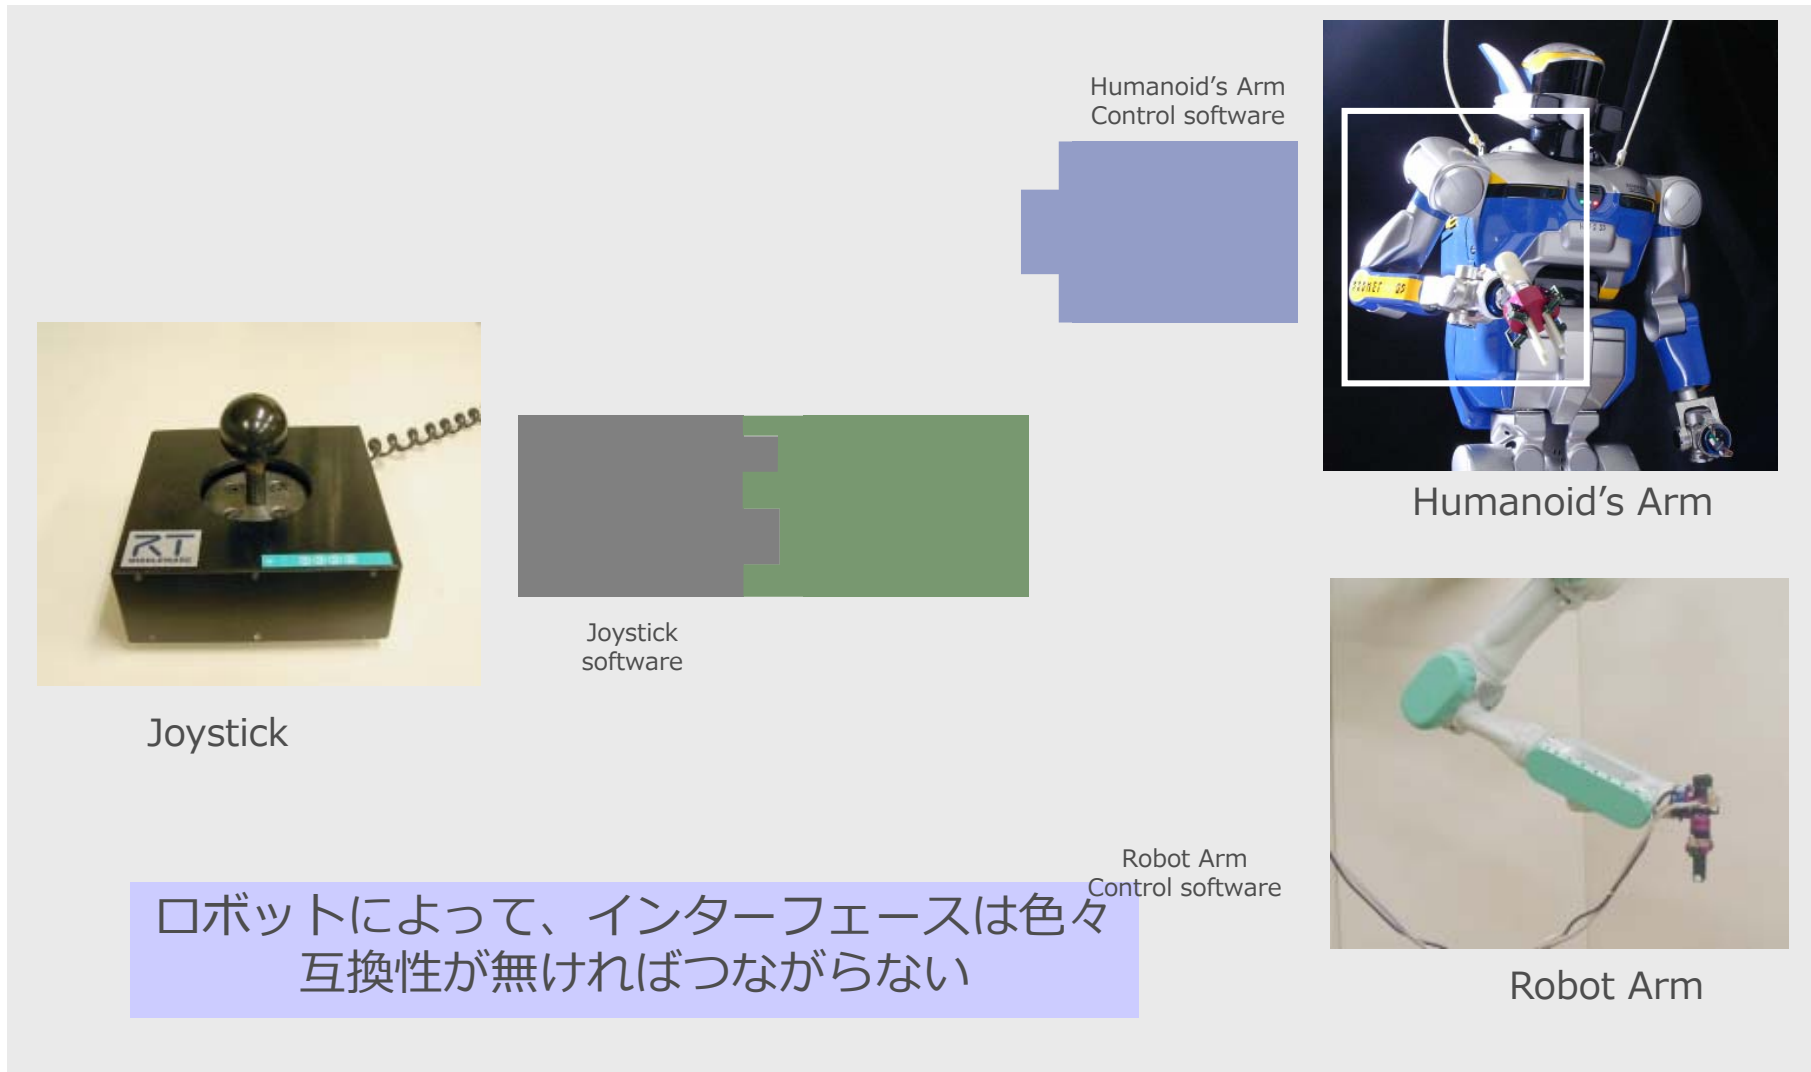 Humanoid’s Arm
Control software
Humanoid’s Arm
Joystick
software
Joystick
RT
Robot Arm
Control software
ロボットによって、インターフェースは色々
互換性が無ければつながらない
Robot Arm